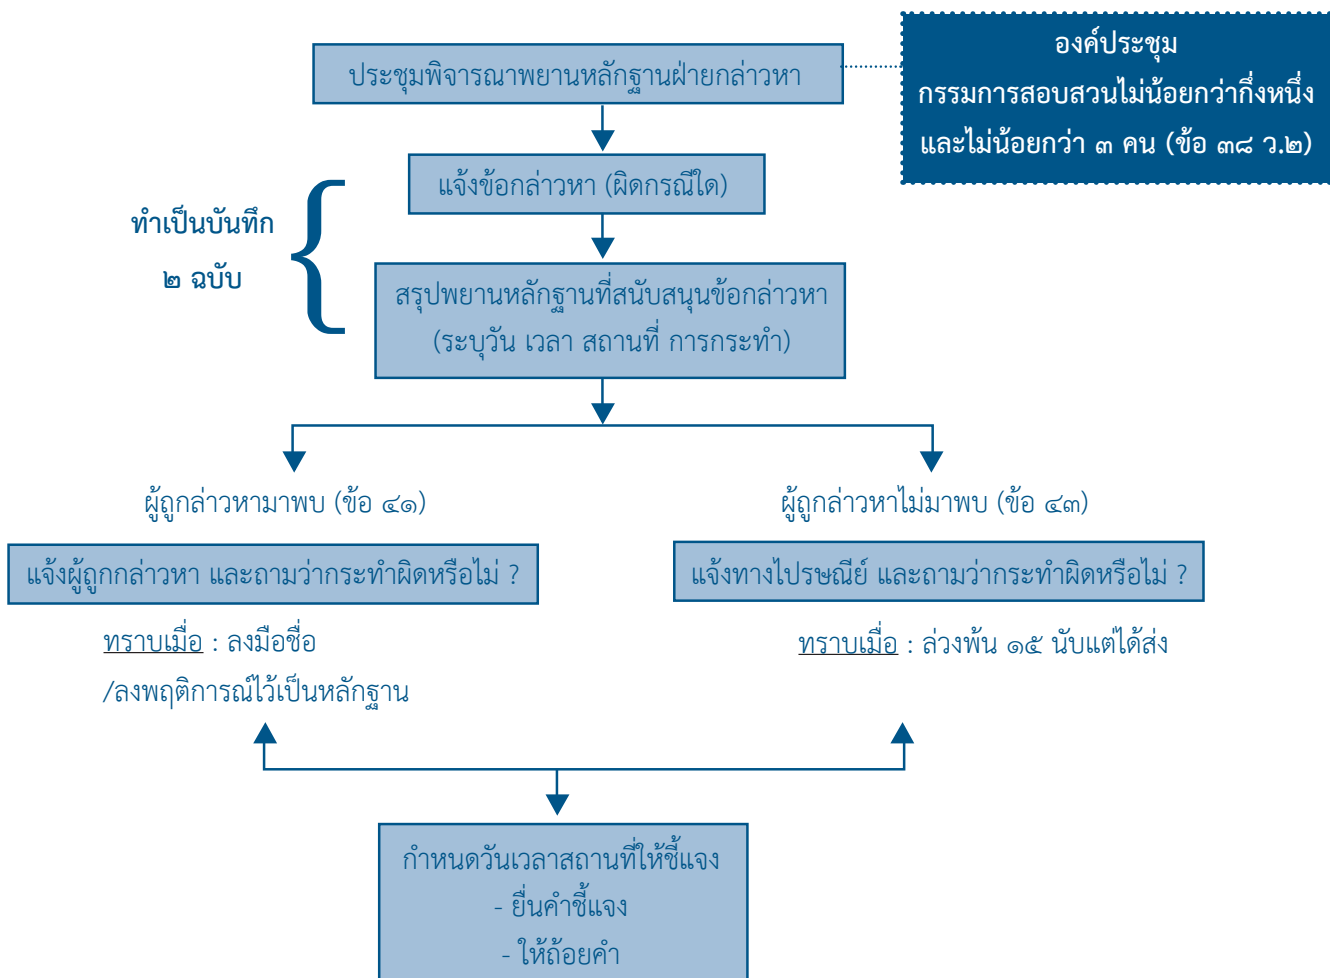 องค์ประชุม
กรรมการสอบสวนไม่น้อยกว่ากึ่งหนึ่ง
และไม่น้อยกว่า ๓ คน (ข้อ ๓๘ ว.๒)
ประชุมพิจารณาพยานหลักฐานฝ่ายกล่าวหา
แจ้งข้อกล่าวหา (ผิดกรณีใด)
ทำเป็นบันทึก
๒ ฉบับ
สรุปพยานหลักฐานที่สนับสนุนข้อกล่าวหา
(ระบุวัน เวลา สถานที่ การกระทำ)
ผู้ถูกล่าวหามาพบ (ข้อ ๔๑)
ผู้ถูกล่าวหาไม่มาพบ (ข้อ ๔๓)
แจ้งผู้ถูกกล่าวหา และถามว่ากระทำผิดหรือไม่ ?
แจ้งทางไปรษณีย์ และถามว่ากระทำผิดหรือไม่ ?
ทราบเมื่อ : ลงมือชื่อ
/ลงพฤติการณ์ไว้เป็นหลักฐาน
ทราบเมื่อ : ล่วงพ้น ๑๕ นับแต่ได้ส่ง
กำหนดวันเวลาสถานที่ให้ชี้แจง
- ยื่นคำชี้แจง
- ให้ถ้อยคำ